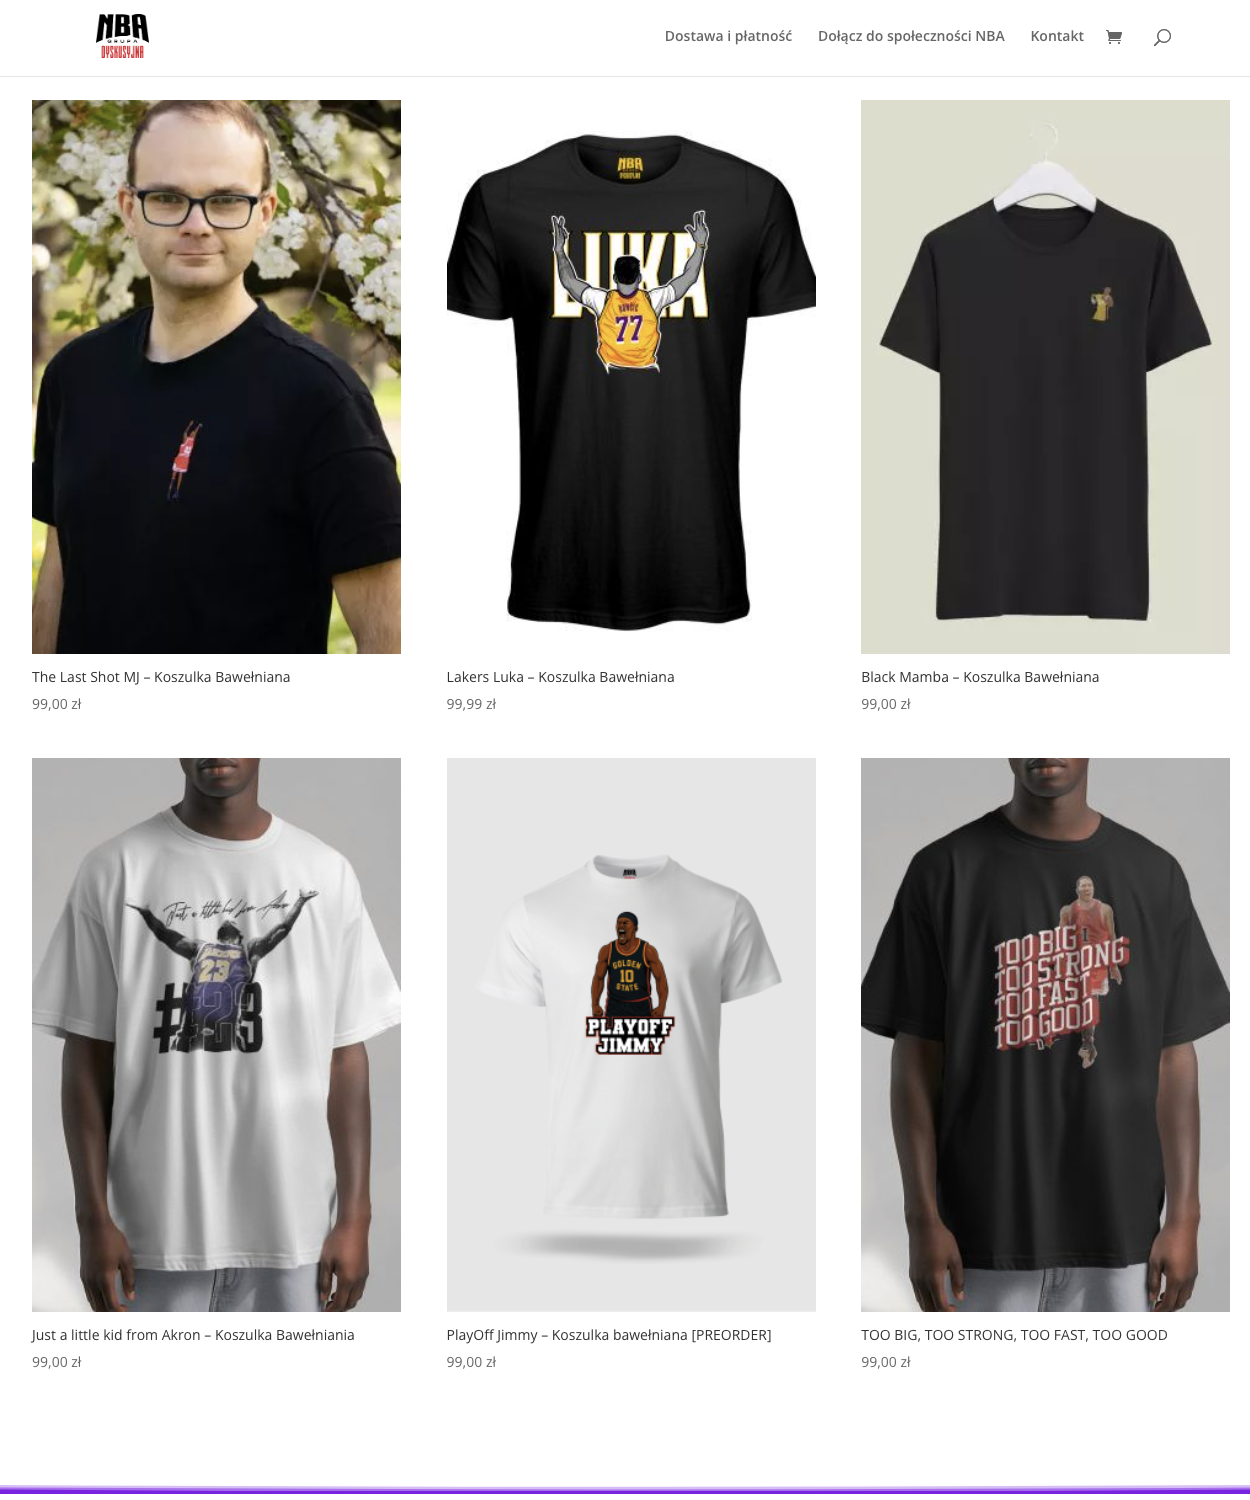 NBA
GRUPA
DYSKUSYJNA
Dostawa i płatność
Dołącz do społeczności NBA
Kontakt
NBA
LUKA
DONČIĆ
77
The Last Shot MJ – Koszulka Bawełniana
99,00 zł
Lakers Luka – Koszulka Bawełniana
99,99 zł
Black Mamba – Koszulka Bawełniana
99,00 zł
Just a little kid from Akron
23
#23
NBA
GOLDEN
10
STATE
PLAYOFF
JIMMY
1
TOO BIG
TOO STRONG
TOO FAST
TOO GOOD
Just a little kid from Akron – Koszulka Bawełniania
99,00 zł
PlayOff Jimmy – Koszulka bawełniana [PREORDER]
99,00 zł
TOO BIG, TOO STRONG, TOO FAST, TOO GOOD
99,00 zł